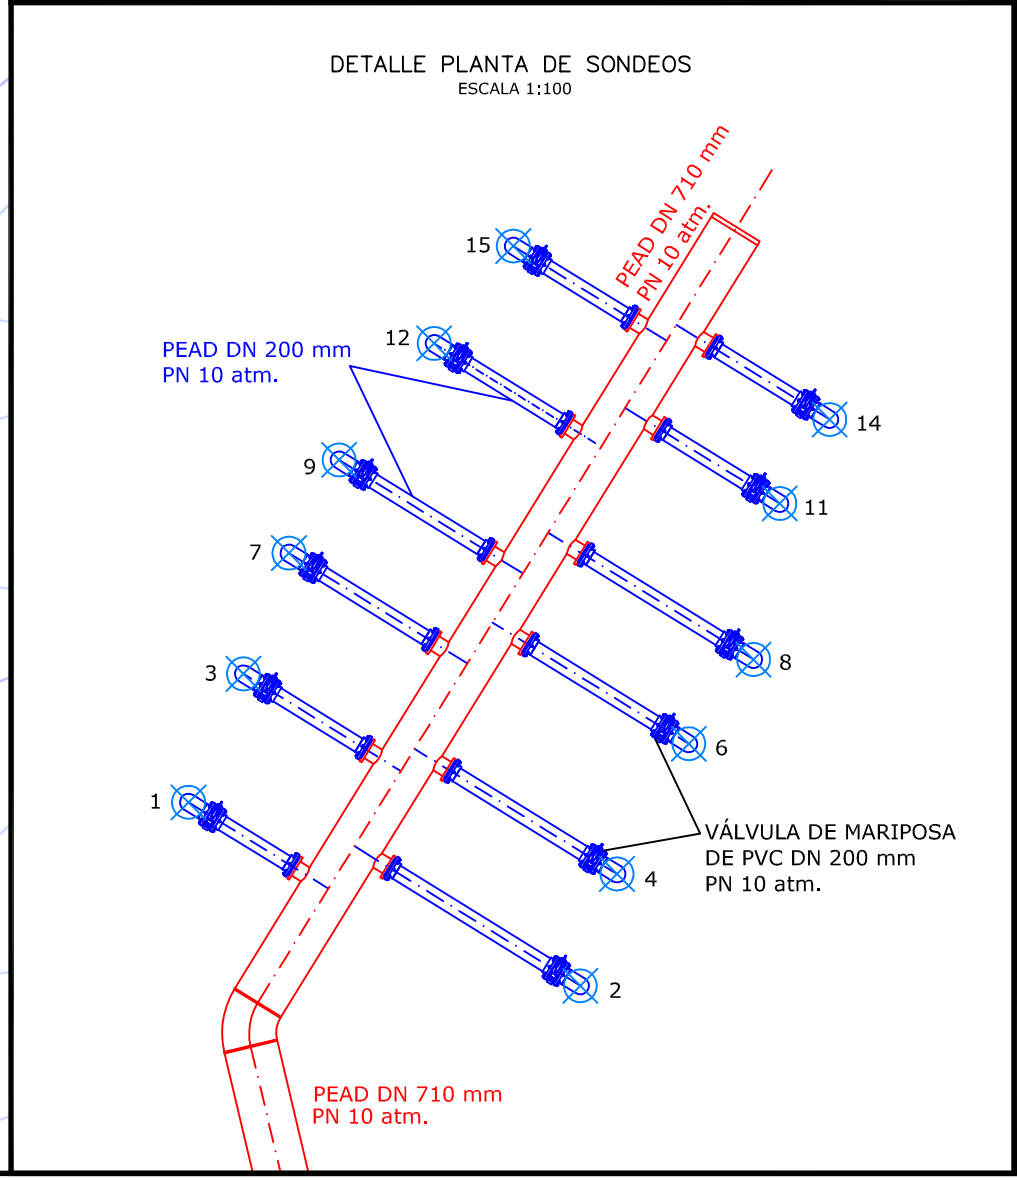 DETALLE PLANTA DE SONDEOS
ESCALA 1:100
PEAD DN 710 mm
PN 10 atm.
15
12
PEAD DN 200 mm
PN 10 atm.
14
9
11
7
8
3
6
1
VÁLVULA DE MARIPOSA
DE PVC DN 200 mm
PN 10 atm.
4
2
PEAD DN 710 mm
PN 10 atm.